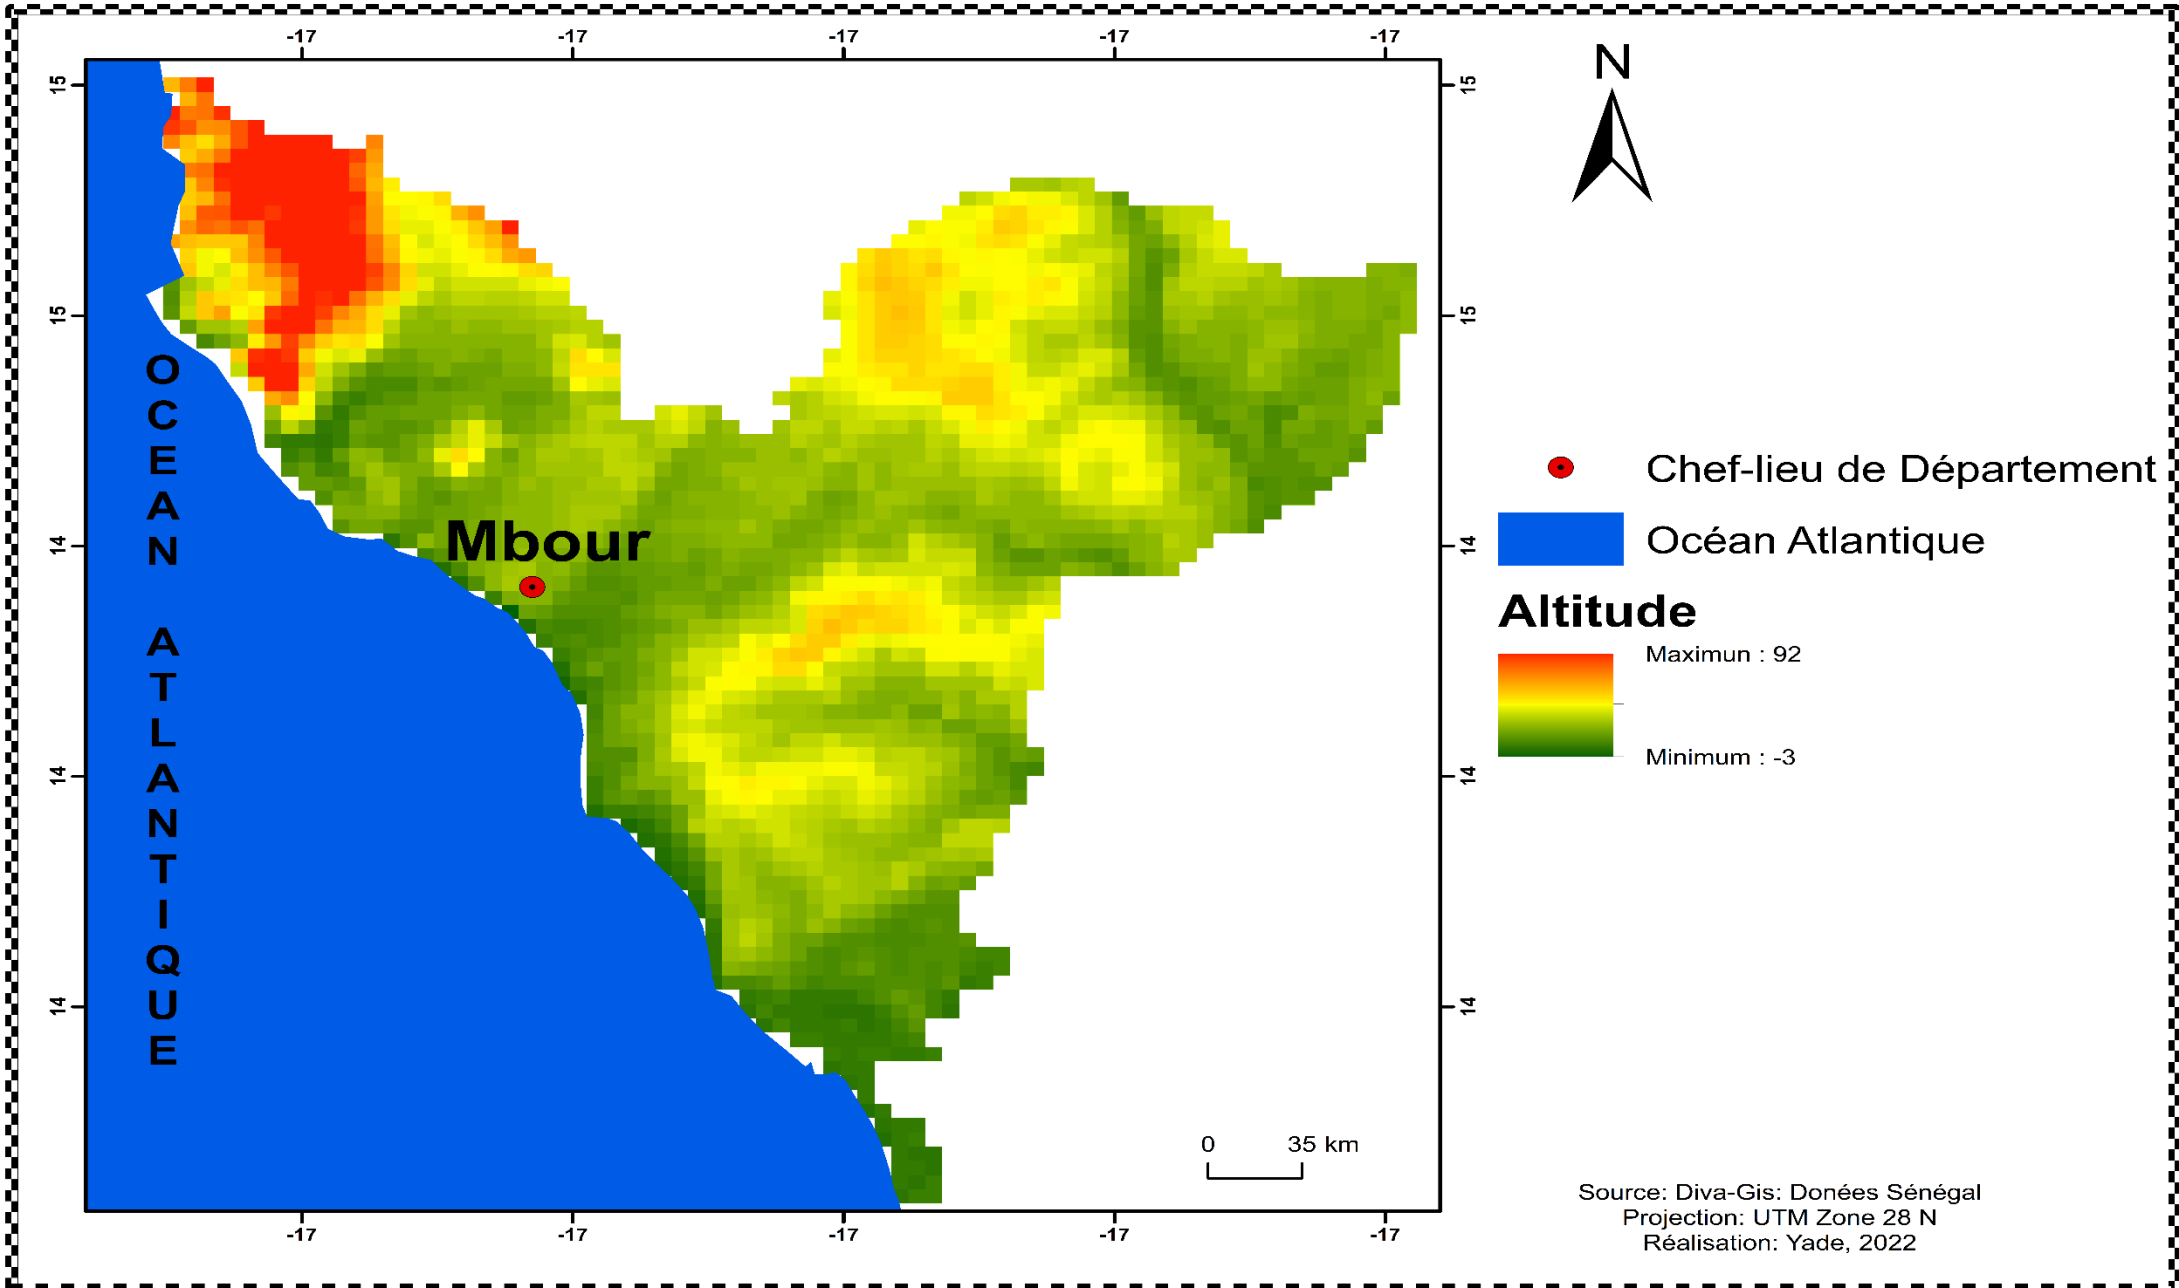 -17 -17 -17 -17 -17
15 15
15 15
14 14
14 14
14 14
-17 -17 -17 -17 -17
OCEAN ATLANTIQUE
Mbour
0 35 km
N
Chef-lieu de Département
Océan Atlantique
Altitude
Maximun : 92
Minimum : -3
Source: Diva-Gis: Donées Sénégal
Projection: UTM Zone 28 N
Réalisation: Yade, 2022